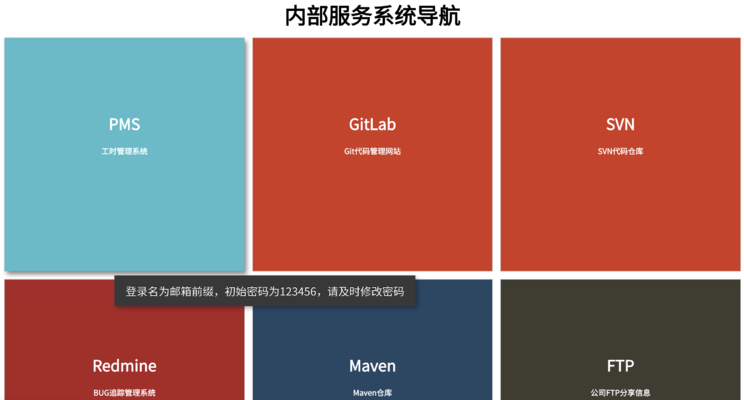 内部服务系统导航
PMS
工时管理系统
GitLab
Git代码管理网站
SVN
SVN代码仓库
登录名为邮箱前缀，初始密码为123456，请及时修改密码
Redmine
BUG追踪管理系统
Maven
Maven仓库
FTP
公司FTP分享信息